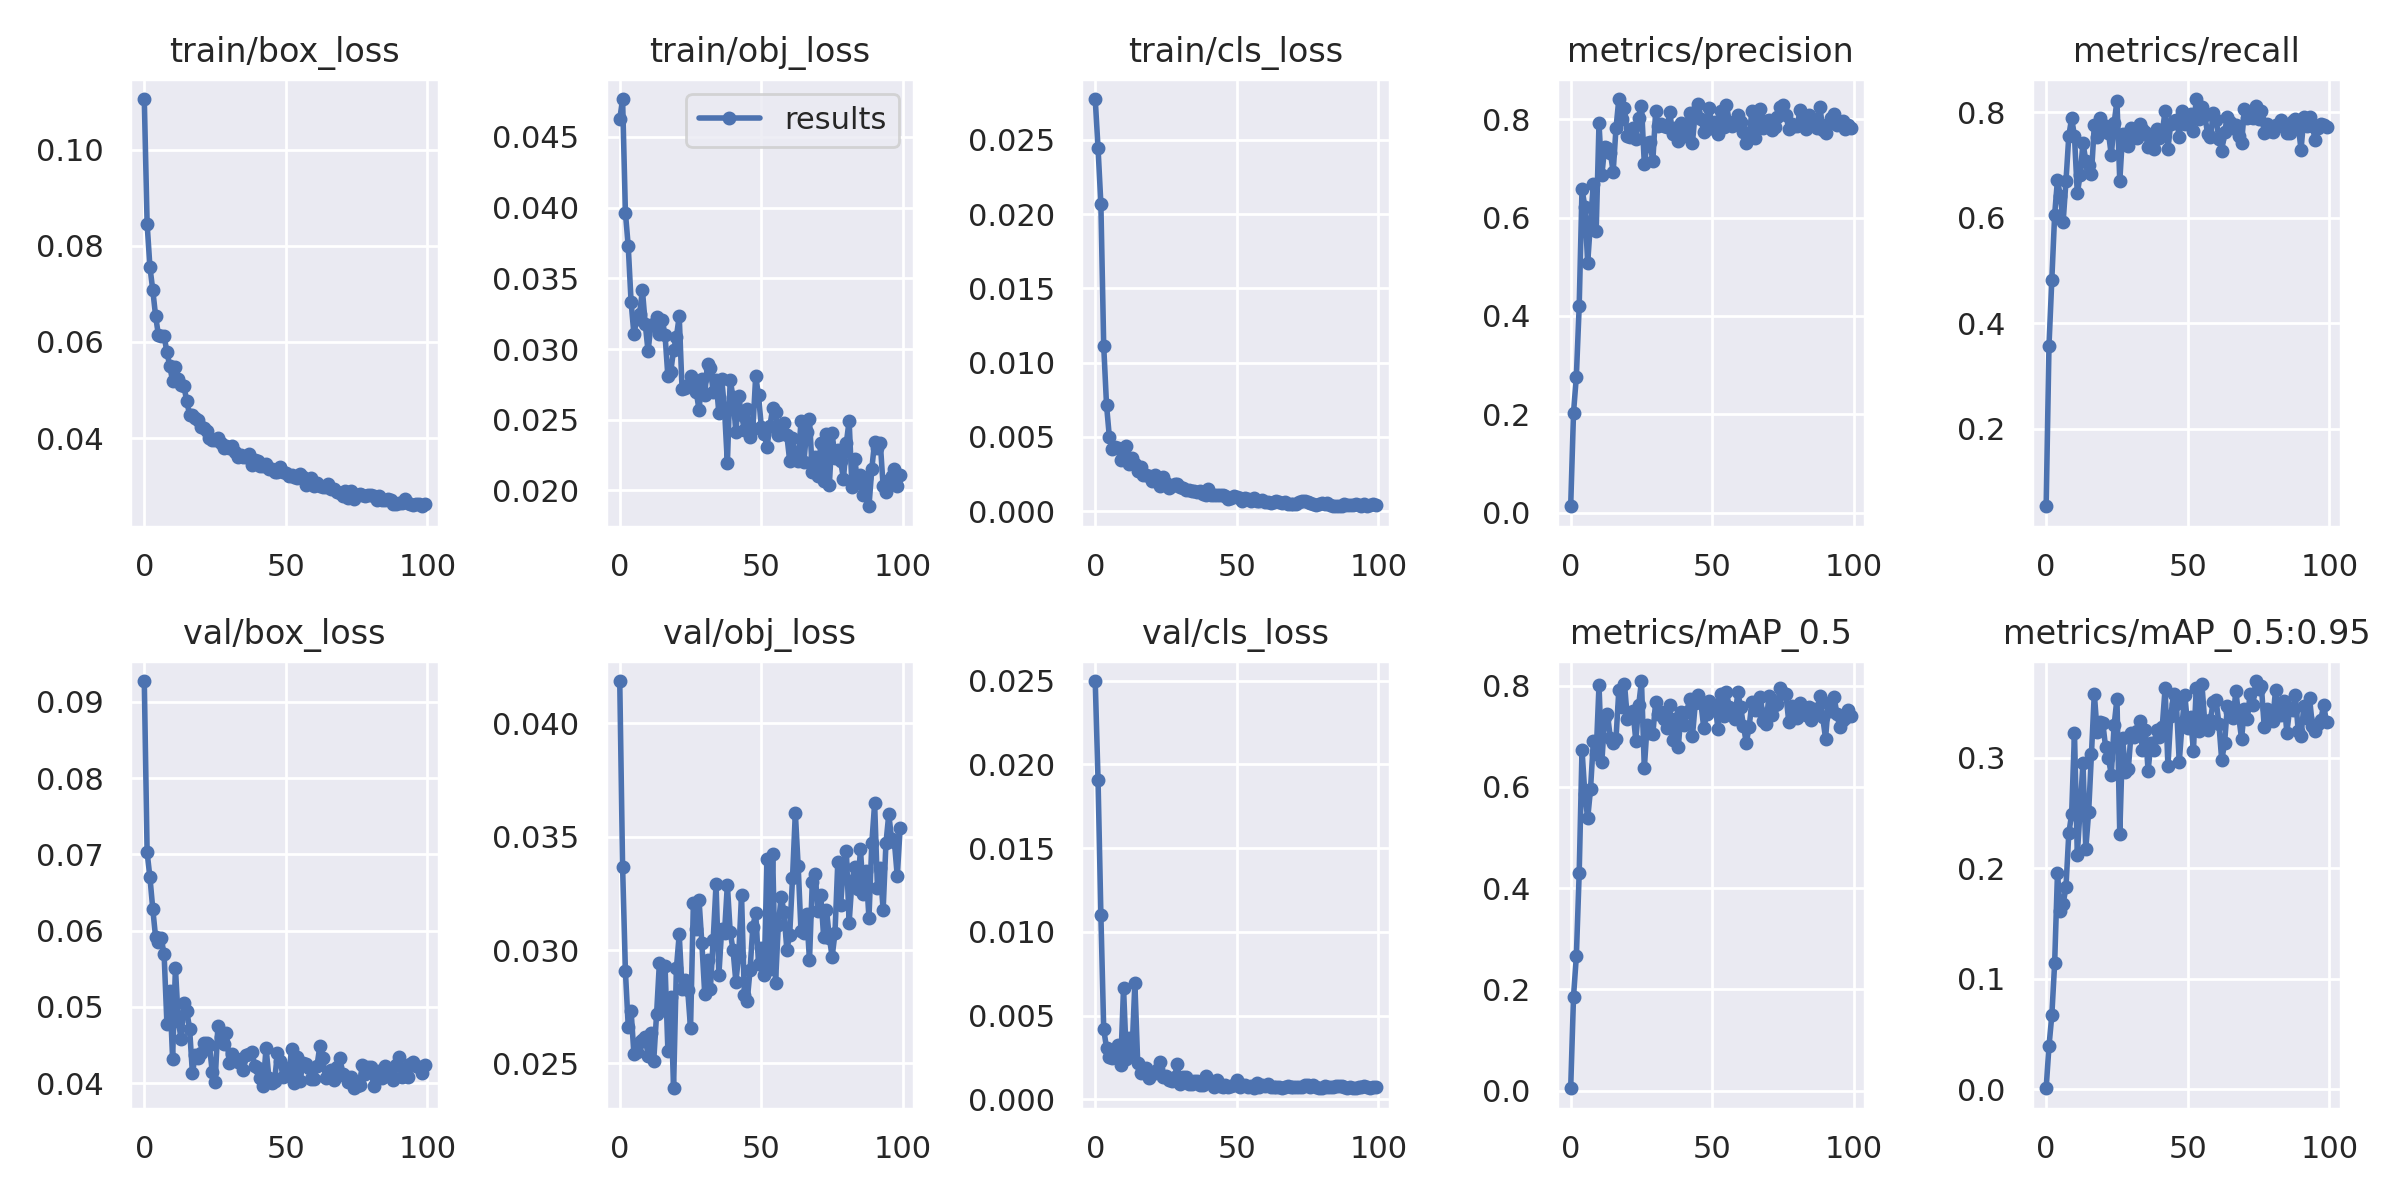 train/box_loss
0.10
0.08
0.06
0.04
0 50 100
train/obj_loss
results
0.045
0.040
0.035
0.030
0.025
0.020
0 50 100
train/cls_loss
0.025
0.020
0.015
0.010
0.005
0.000
0 50 100
metrics/precision
0.8
0.6
0.4
0.2
0.0
0 50 100
metrics/recall
0.8
0.6
0.4
0.2
0 50 100
val/box_loss
0.09
0.08
0.07
0.06
0.05
0.04
0 50 100
val/obj_loss
0.040
0.035
0.030
0.025
0 50 100
val/cls_loss
0.025
0.020
0.015
0.010
0.005
0.000
0 50 100
metrics/mAP_0.5
0.8
0.6
0.4
0.2
0.0
0 50 100
metrics/mAP_0.5:0.95
0.3
0.2
0.1
0.0
0 50 100